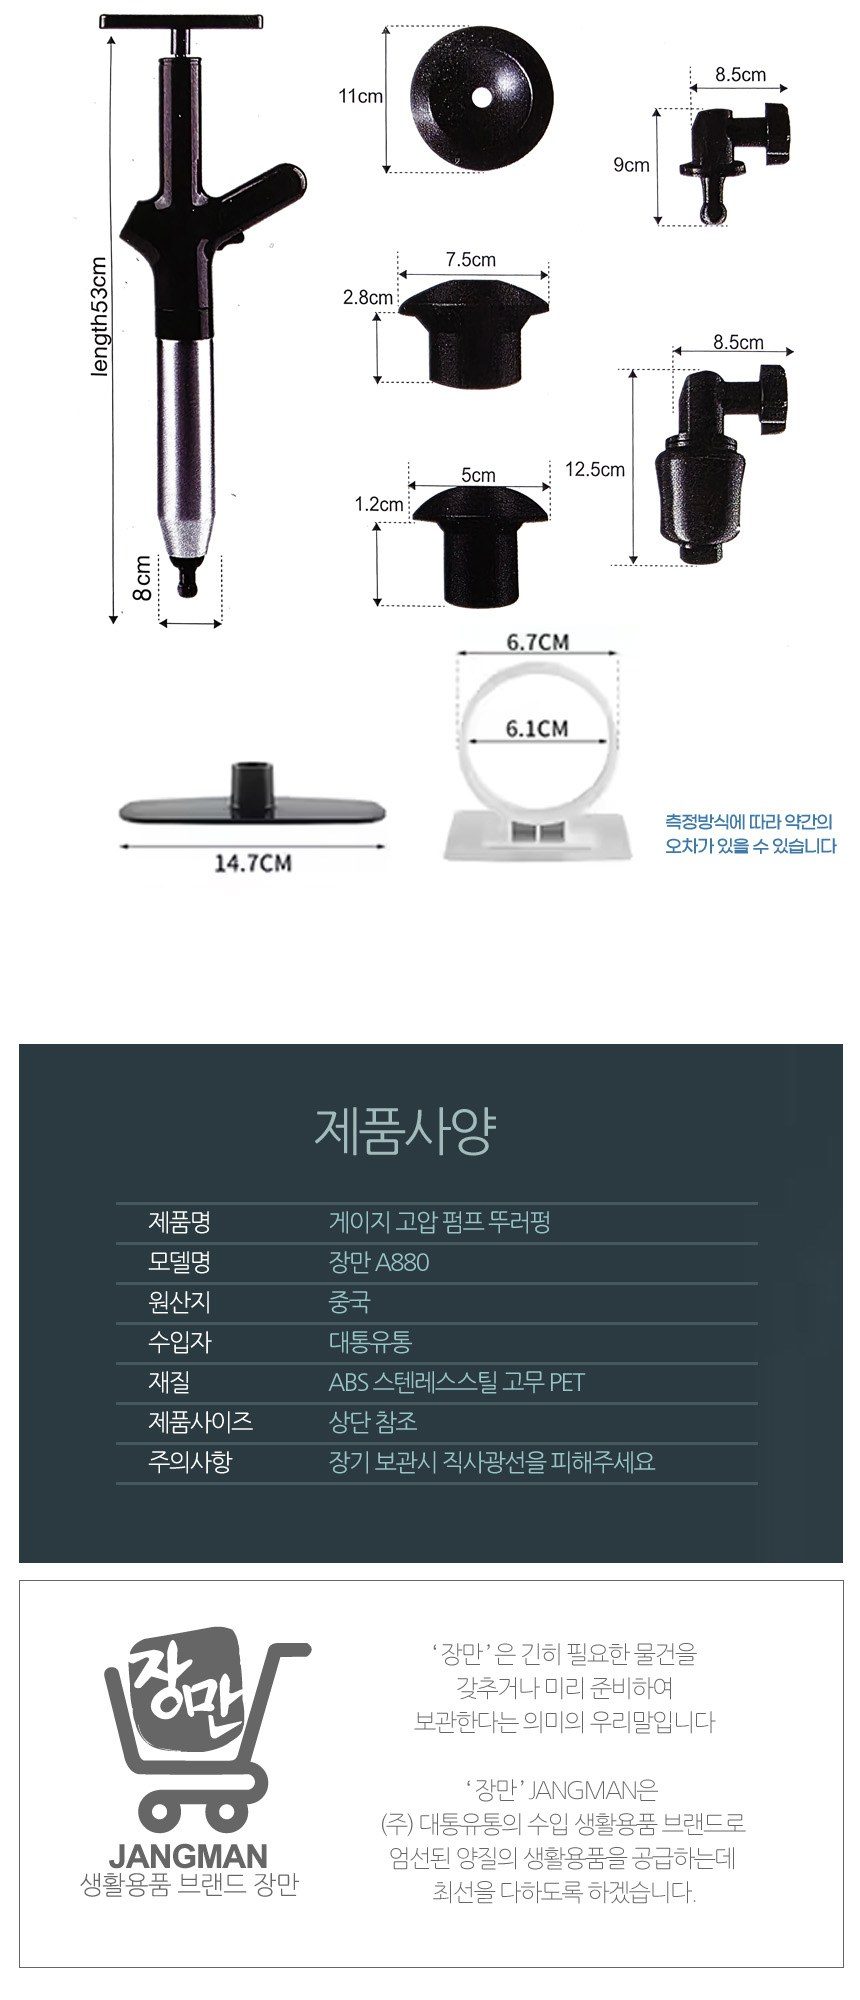 11cm
8.5cm
9cm
length53cm
7.5cm
2.8cm
8.5cm
12.5cm
5cm
1.2cm
8cm
6.7CM
6.1CM
14.7CM
측정방식에 따라 약간의
오차가 있을 수 있습니다
제품사양
제품명 게이지 고압 펌프 뚜러펑
모델명 장만 A880
원산지 중국
수입자 대통유통
재질 ABS 스텐레스스틸 고무 PET
제품사이즈 상단 참조
주의사항 장기 보관시 직사광선을 피해주세요
장만
JANGMAN
생활용품 브랜드 장만
‘장만’은 긴히 필요한 물건을
갖추거나 미리 준비하여
보관한다는 의미의 우리말입니다
‘장만’ JANGMAN은
(주) 대통유통의 수입 생활용품 브랜드로
엄선된 양질의 생활용품을 공급하는데
최선을 다하도록 하겠습니다.